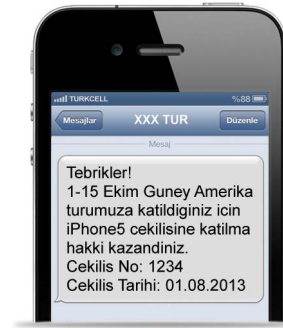 TURKCELL %88
Mesajlar XXX TUR Düzenle
Mesaj
Tebrikler!
1-15 Ekim Guney Amerika
turumuza katildiginiz icin
iPhone5 cekilisine katilma
hakki kazandiniz.
Cekilis No: 1234
Cekilis Tarihi: 01.08.2013